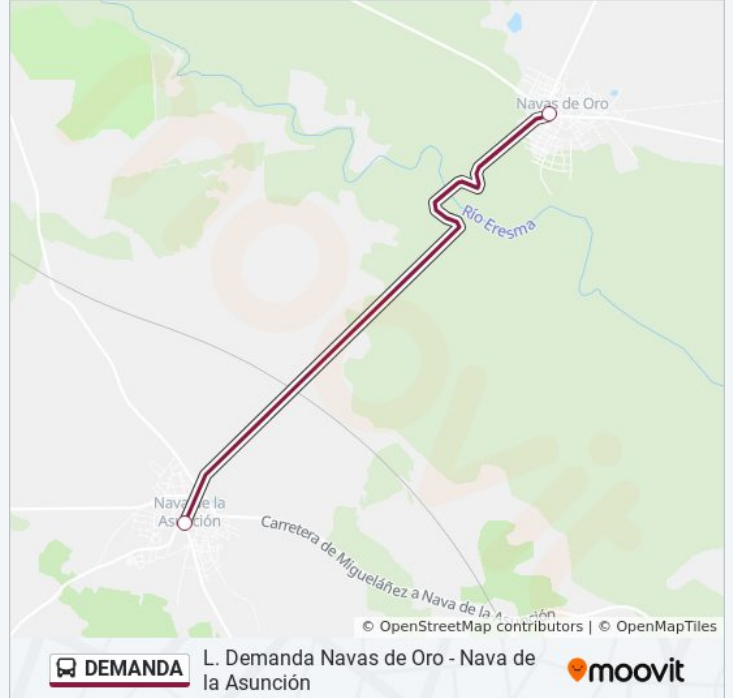 Navas de Oro
Río Eresma
Nava de la
Asunción
Carretera de Migueláñez a Nava de la Asunción
© OpenStreetMap contributors | © OpenMapTiles
DEMANDA
L. Demanda Navas de Oro - Nava de
la Asunción
moovit
moovit